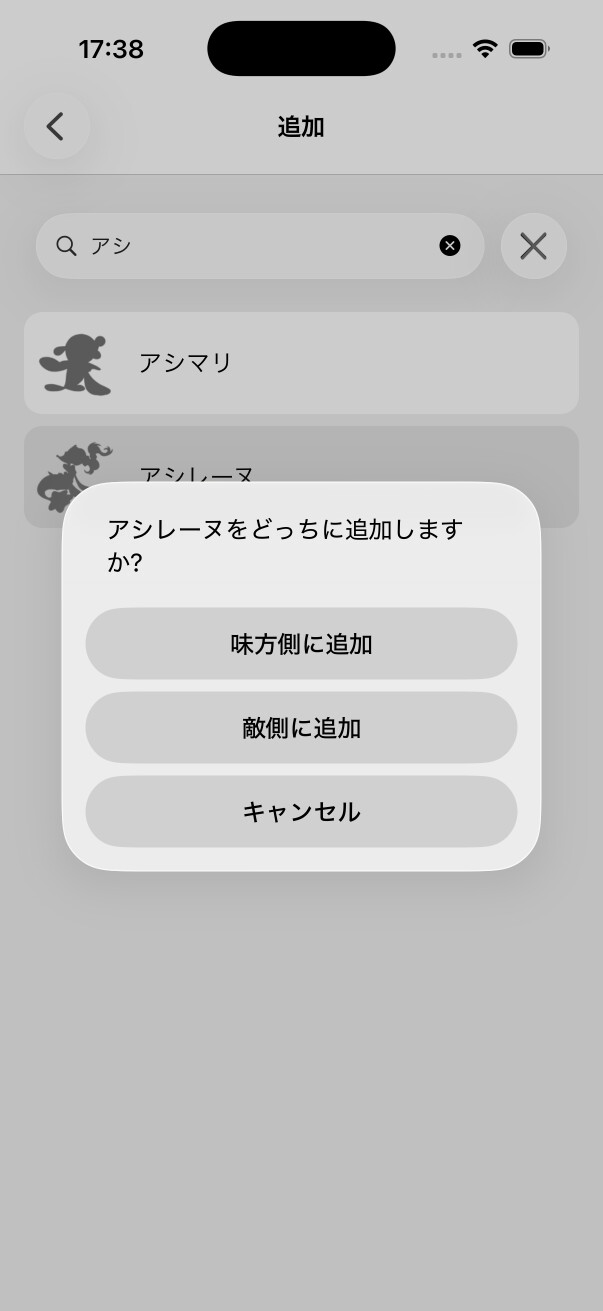 17:38
追加
アシ
アシマリ
アシレーヌ
アシレーヌをどっちに追加します
か?
味方側に追加
敵側に追加
キャンセル